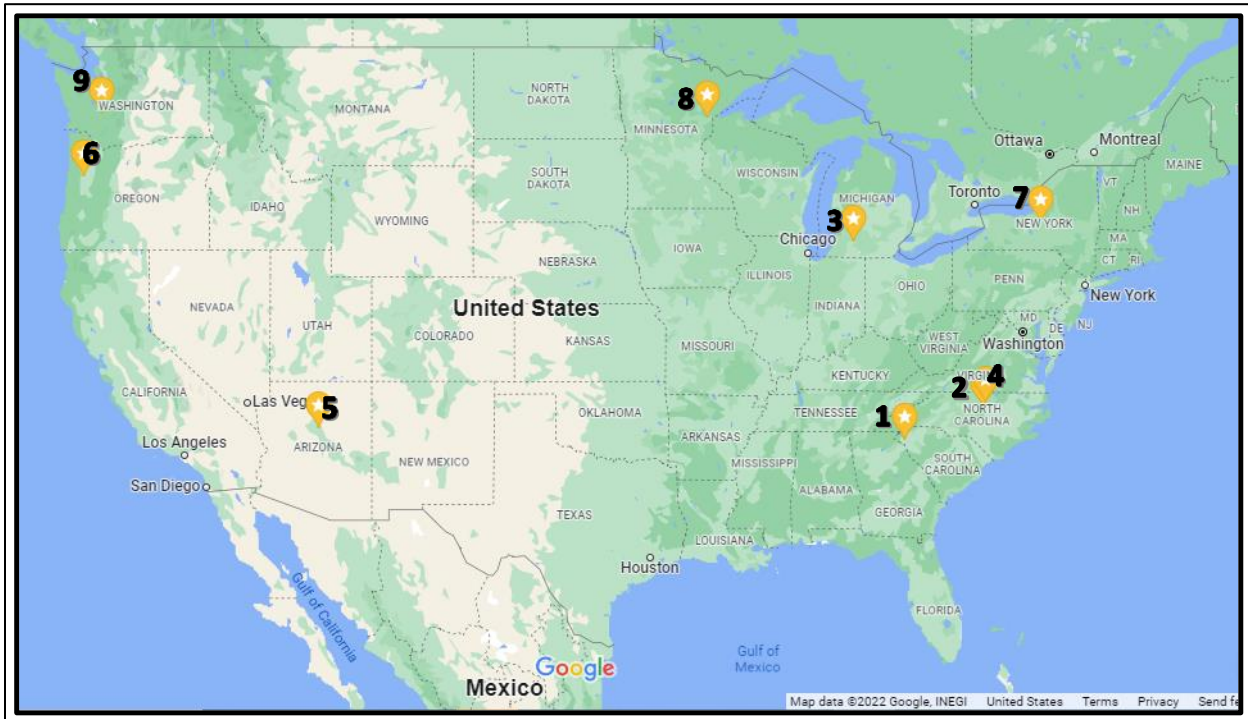 9
WASHINGTON
MONTANA
NORTH
DAKOTA
8
MINNESOTA
Ottawa
Montreal
MAINE
6
OREGON
IDAHO
WYOMING
SOUTH
DAKOTA
WISCONSIN
MICHIGAN
3
Toronto
7
NEW YORK
VT
NH
MA
CT
RI
Chicago
IOWA
NEBRASKA
ILLINOIS
INDIANA
OHIO
PENN
New York
NEVADA
UTAH
COLORADO
United States
KANSAS
MISSOURI
WEST
VIRGINIA
MD
DE
NJ
Washington
CALIFORNIA
Las Veg
5
ARIZONA
NEW MEXICO
OKLAHOMA
ARKANSAS
KENTUCKY
TENNESSEE
VIRGIN
2
4
1
NORTH
CAROLINA
SOUTH
CAROLINA
Los Angeles
San Diego
MISSISSIPPI
ALABAMA
GEORGIA
TEXAS
LOUISIANA
Houston
FLORIDA
Gulf of California
Gulf of
Mexico
Google
Mexico
Map data ©2022 Google, INEGI United States Terms Privacy Send fe